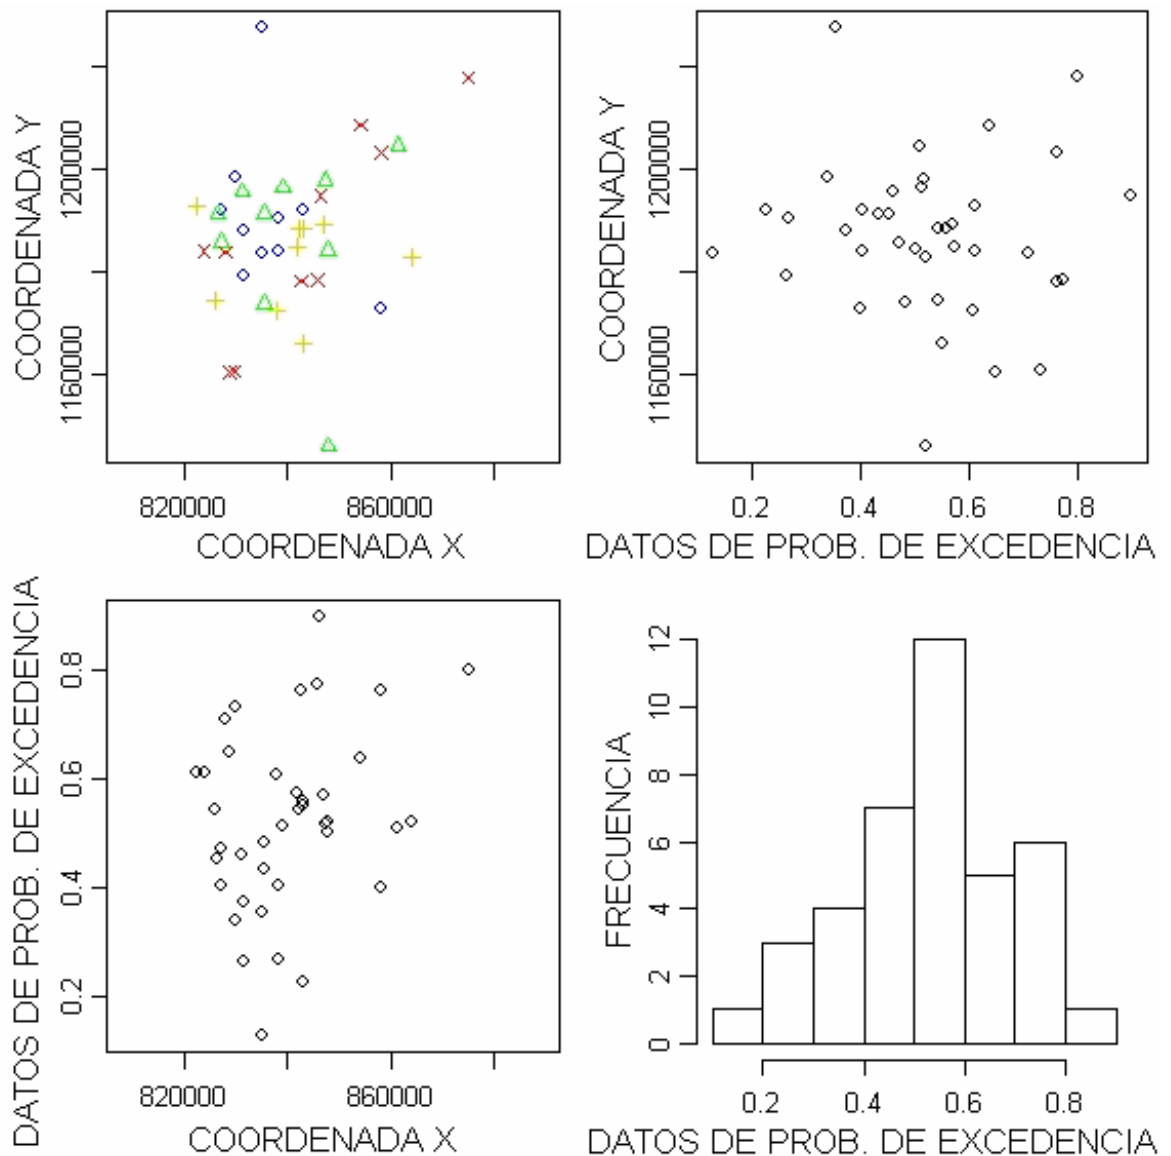 COORDENADA Y
1200000
1160000
820000 860000
COORDENADA X
COORDENADA Y
1200000
1160000
0.2 0.4 0.6 0.8
DATOS DE PROB. DE EXCEDENCIA
DATOS DE PROB. DE EXCEDENCIA
0.8
0.6
0.4
0.2
820000 860000
COORDENADA X
FRECUENCIA
12
10
8
6
4
2
0
0.2 0.4 0.6 0.8
DATOS DE PROB. DE EXCEDENCIA